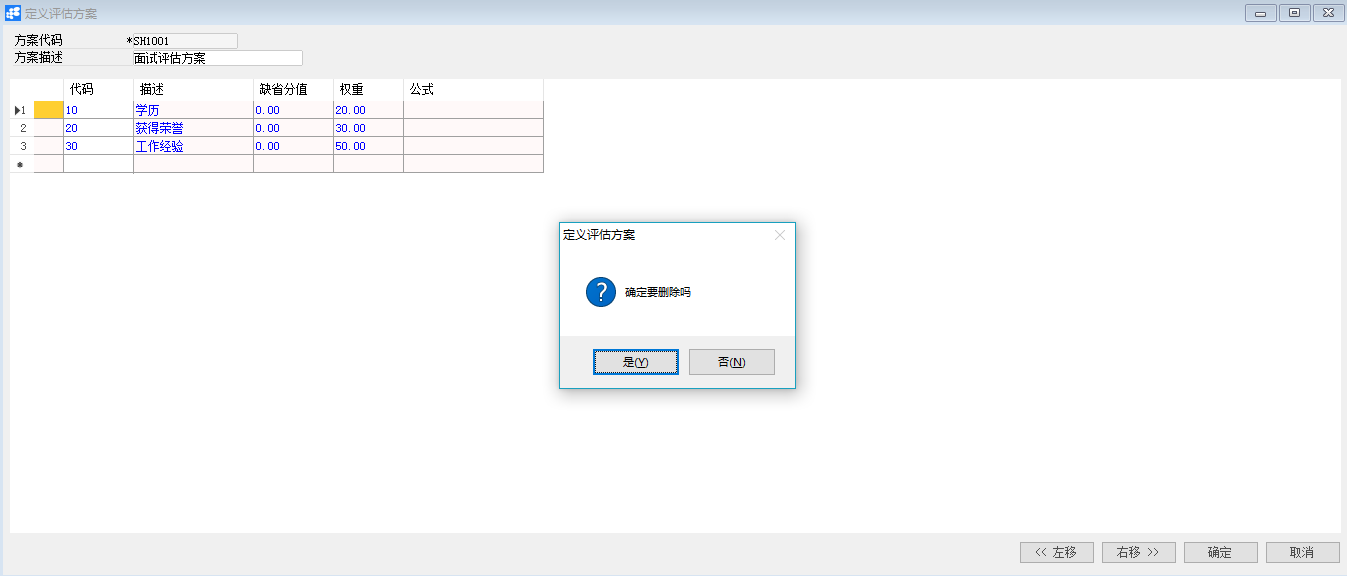 定义评估方案
方案代码 *SH1001
方案描述 面试评估方案
代码 描述 缺省分值 权重 公式
1 10 学历 0.00 20.00
2 20 获得荣誉 0.00 30.00
3 30 工作经验 0.00 50.00
*
定义评估方案
? 确定要删除吗
是(Y) 否(N)
<< 左移 右移 >> 确定 取消